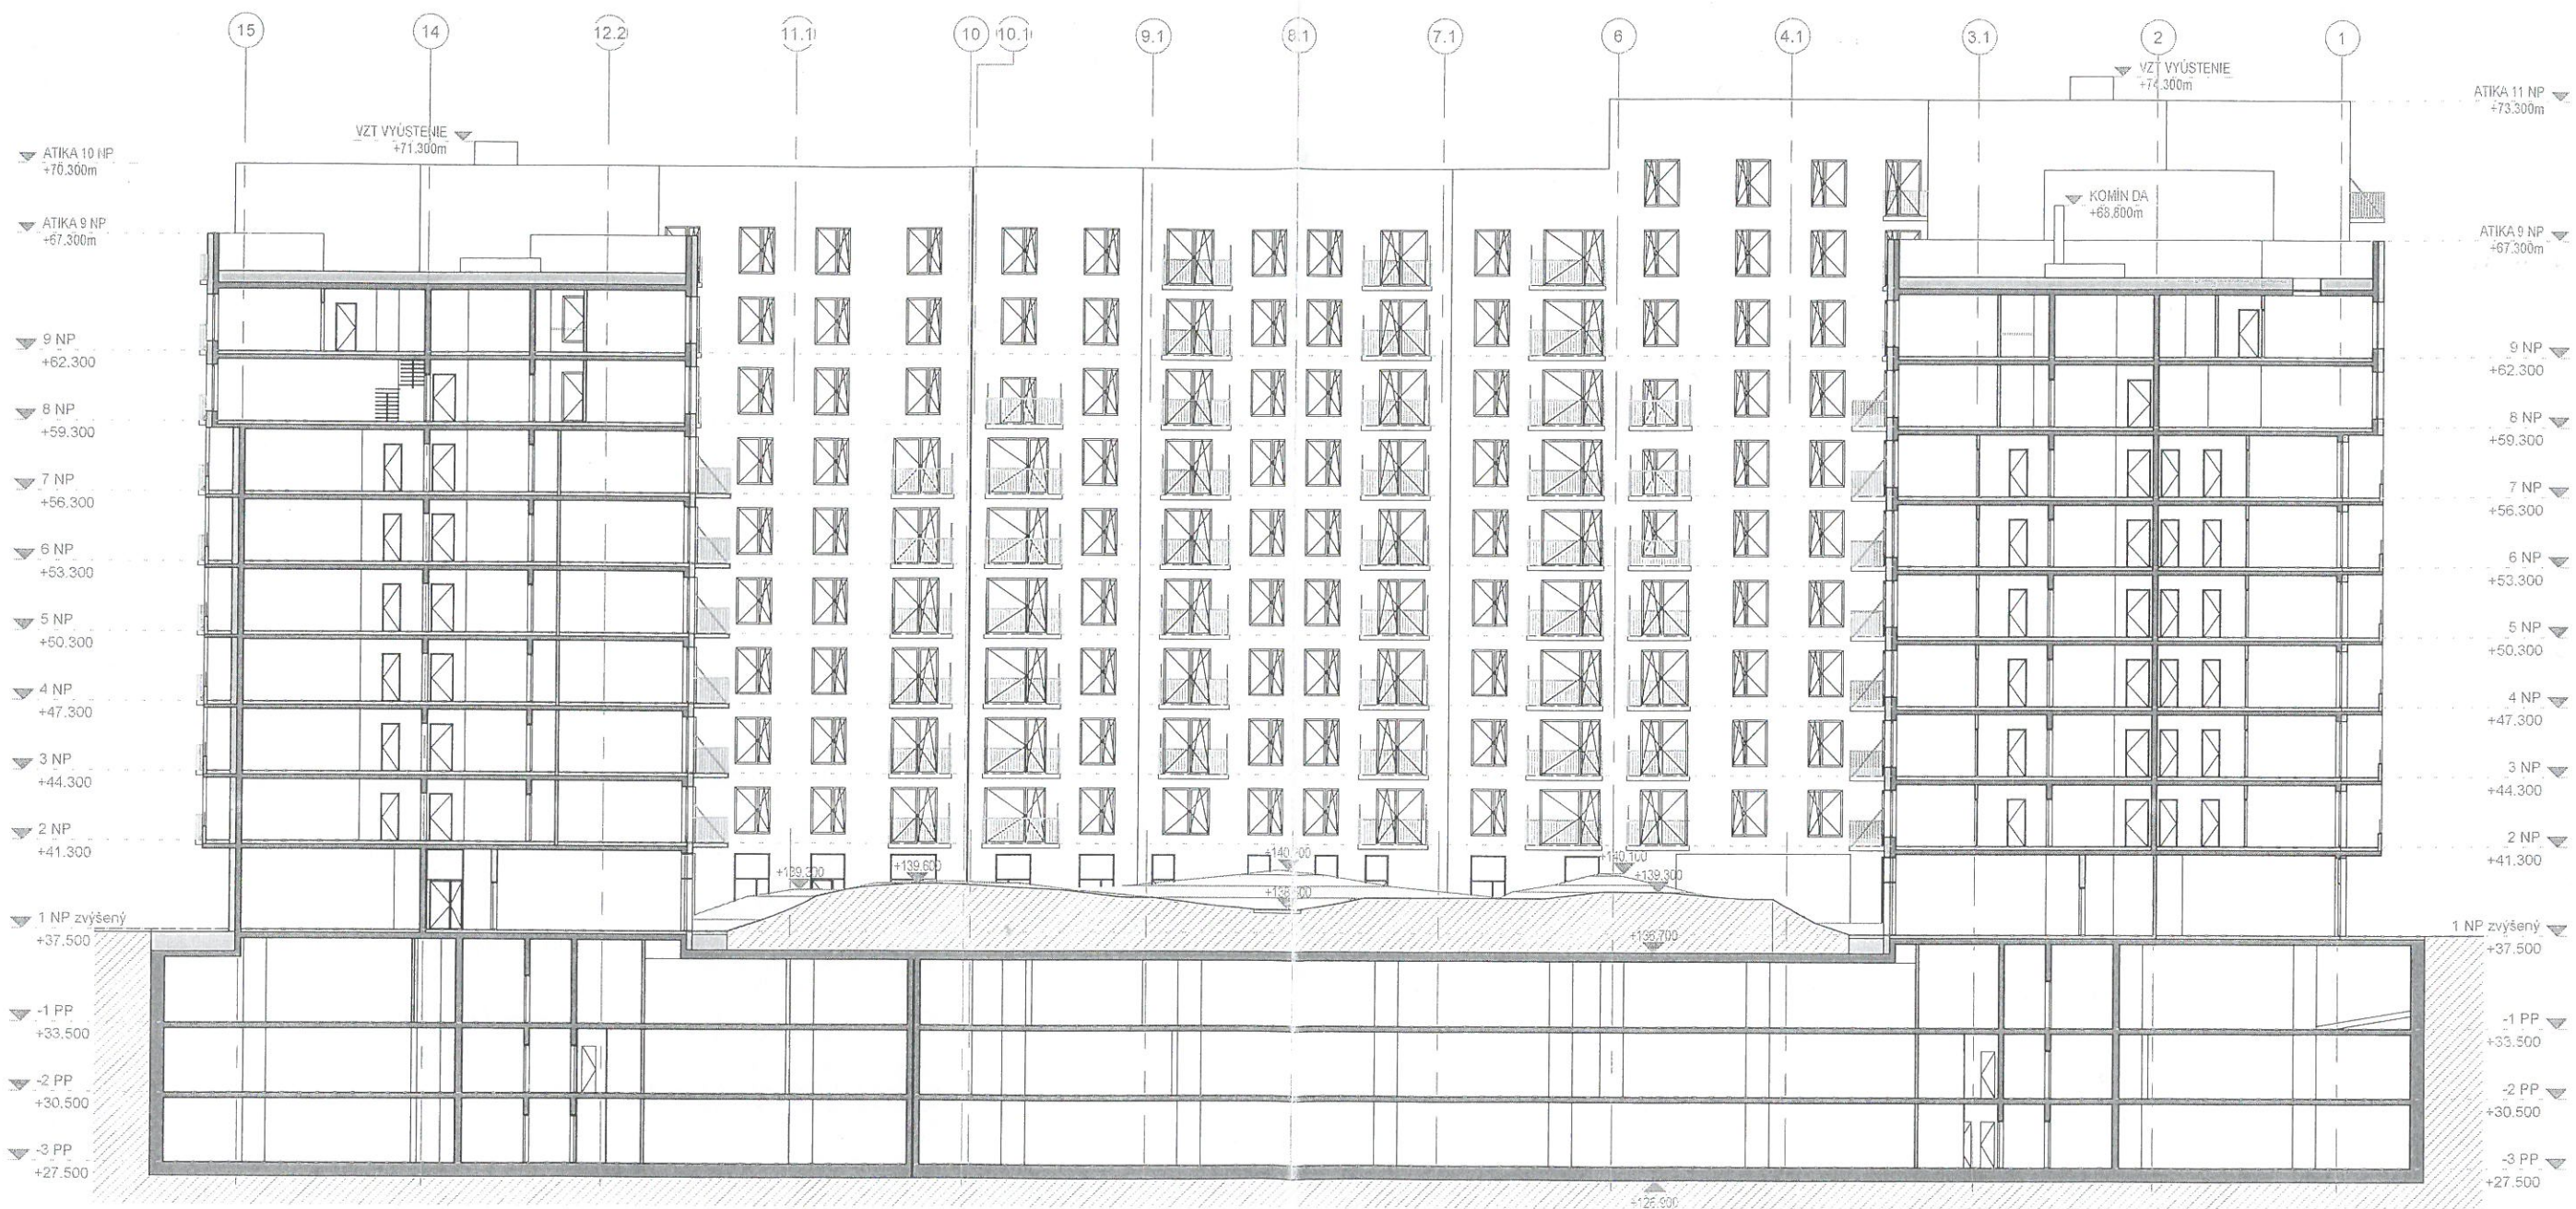 15
14
12.2
11.1
10
10.1
9.1
8.1
7.1
6
4.1
3.1
2
1
VZT VYÚSTENIE
+74.300m
ATIKA 11 NP
+73.300m
VZT VYÚSTENIE
+71.300m
ATIKA 10 NP
+70.300m
KOMÍN DA
+68.800m
ATIKA 9 NP
+67.300m
ATIKA 9 NP
+67.300m
9 NP
+62.300
9 NP
+62.300
8 NP
+59.300
8 NP
+59.300
7 NP
+56.300
7 NP
+56.300
6 NP
+53.300
6 NP
+53.300
5 NP
+50.300
5 NP
+50.300
4 NP
+47.300
4 NP
+47.300
3 NP
+44.300
3 NP
+44.300
2 NP
+41.300
2 NP
+41.300
+139.300
+139.600
+140.100
+139.300
1 NP zvýšený
+37.500
1 NP zvýšený
+37.500
+136.700
-1 PP
+33.500
-1 PP
+33.500
-2 PP
+30.500
-2 PP
+30.500
-3 PP
+27.500
-3 PP
+27.500
+126.900